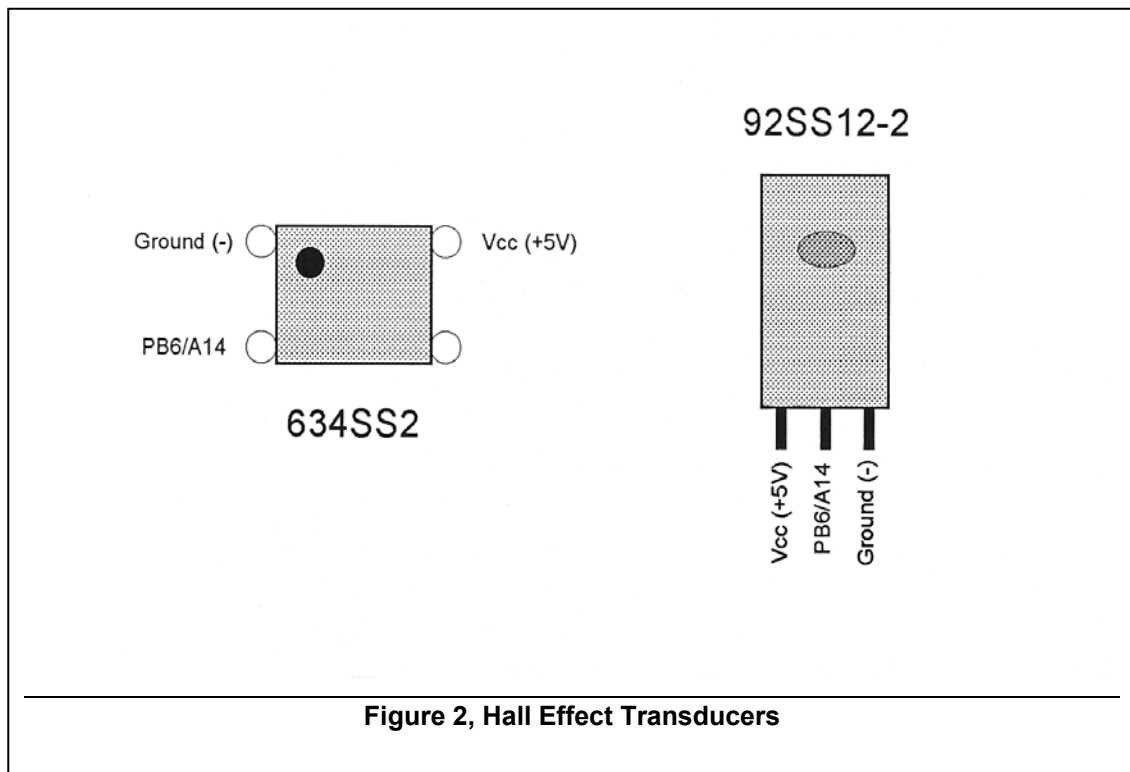 92SS12-2
Ground (-)
Vcc (+5V)
PB6/A14
634SS2
Vcc (+5V)
PB6/A14
Ground (-)
Figure 2, Hall Effect Transducers